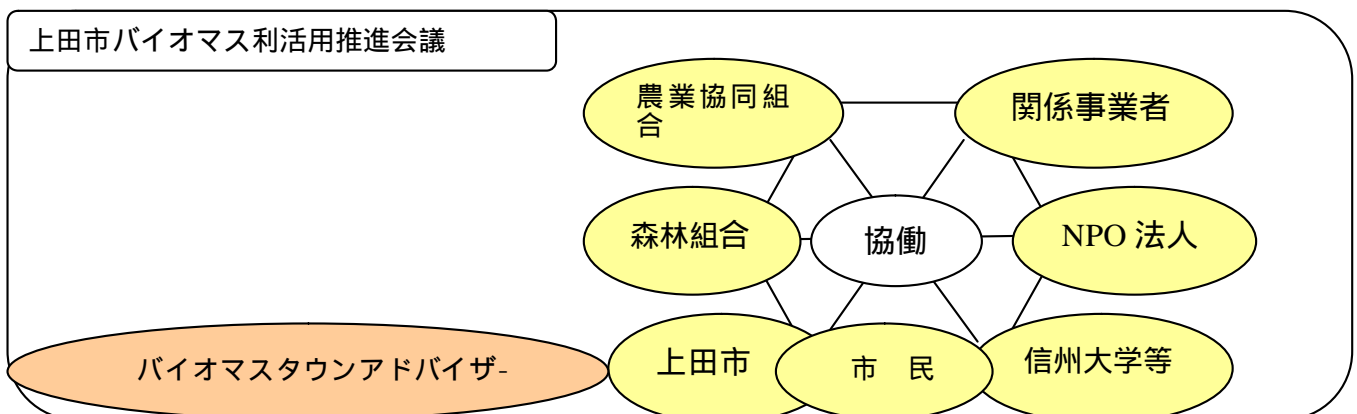 上田市バイオマス利活用推進会議
農業協同組
合
関係事業者
森林組合
協働
NPO 法人
バイオマスタウンアドバイザ-
上田市
市　民
信州大学等